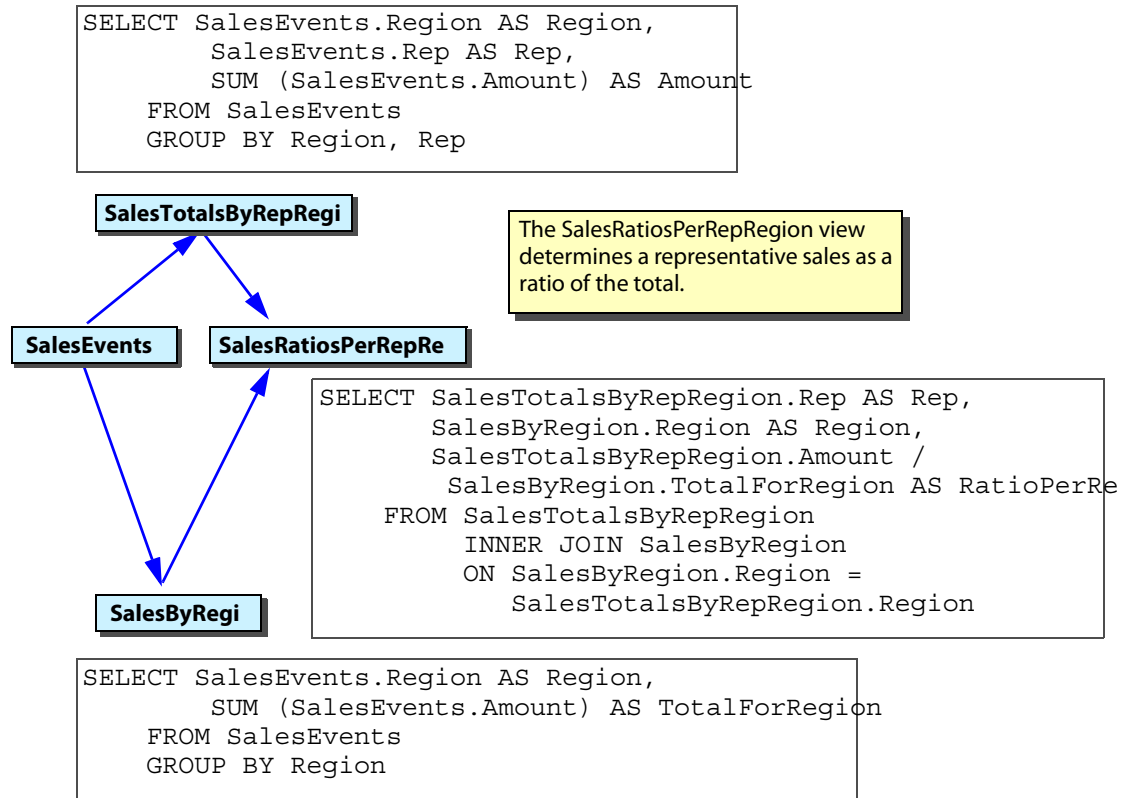 SELECT SalesEvents.Region AS Region,
SalesEvents.Rep AS Rep,
SUM (SalesEvents.Amount) AS Amount
FROM SalesEvents
GROUP BY Region, Rep
SalesTotalsByRepRegi
The SalesRatiosPerRepRegion view
determines a representative sales as a
ratio of the total.
SalesEvents
SalesRatiosPerRepRe
SELECT SalesTotalsByRepRegion.Rep AS Rep,
SalesByRegion.Region AS Region,
SalesTotalsByRepRegion.Amount /
SalesByRegion.TotalForRegion AS RatioPerRe
FROM SalesTotalsByRepRegion
INNER JOIN SalesByRegion
ON SalesByRegion.Region =
SalesTotalsByRepRegion.Region
SalesByRegi
SELECT SalesEvents.Region AS Region,
SUM (SalesEvents.Amount) AS TotalForRegion
FROM SalesEvents
GROUP BY Region